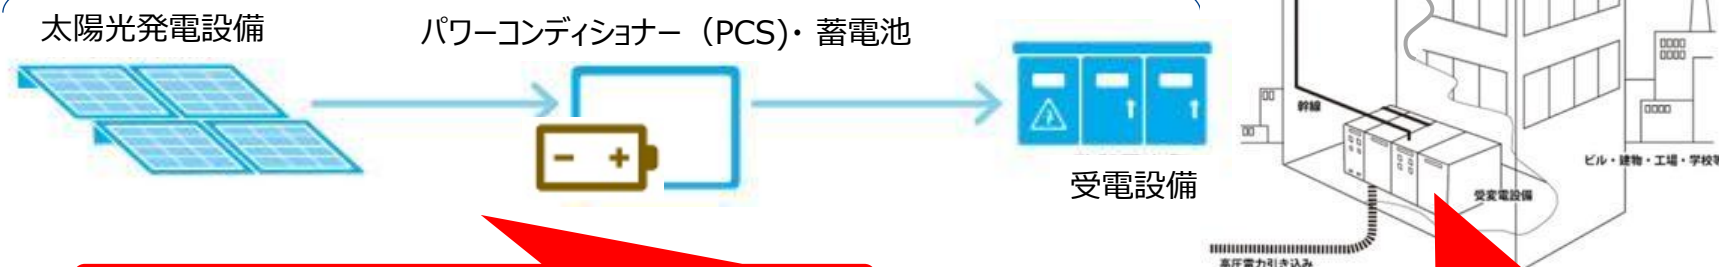 太陽光発電設備
パワーコンディショナー（PCS)・蓄電池
受電設備
幹線
ビル・建物・工場・学校等
受変電設備
高圧電力引き込み